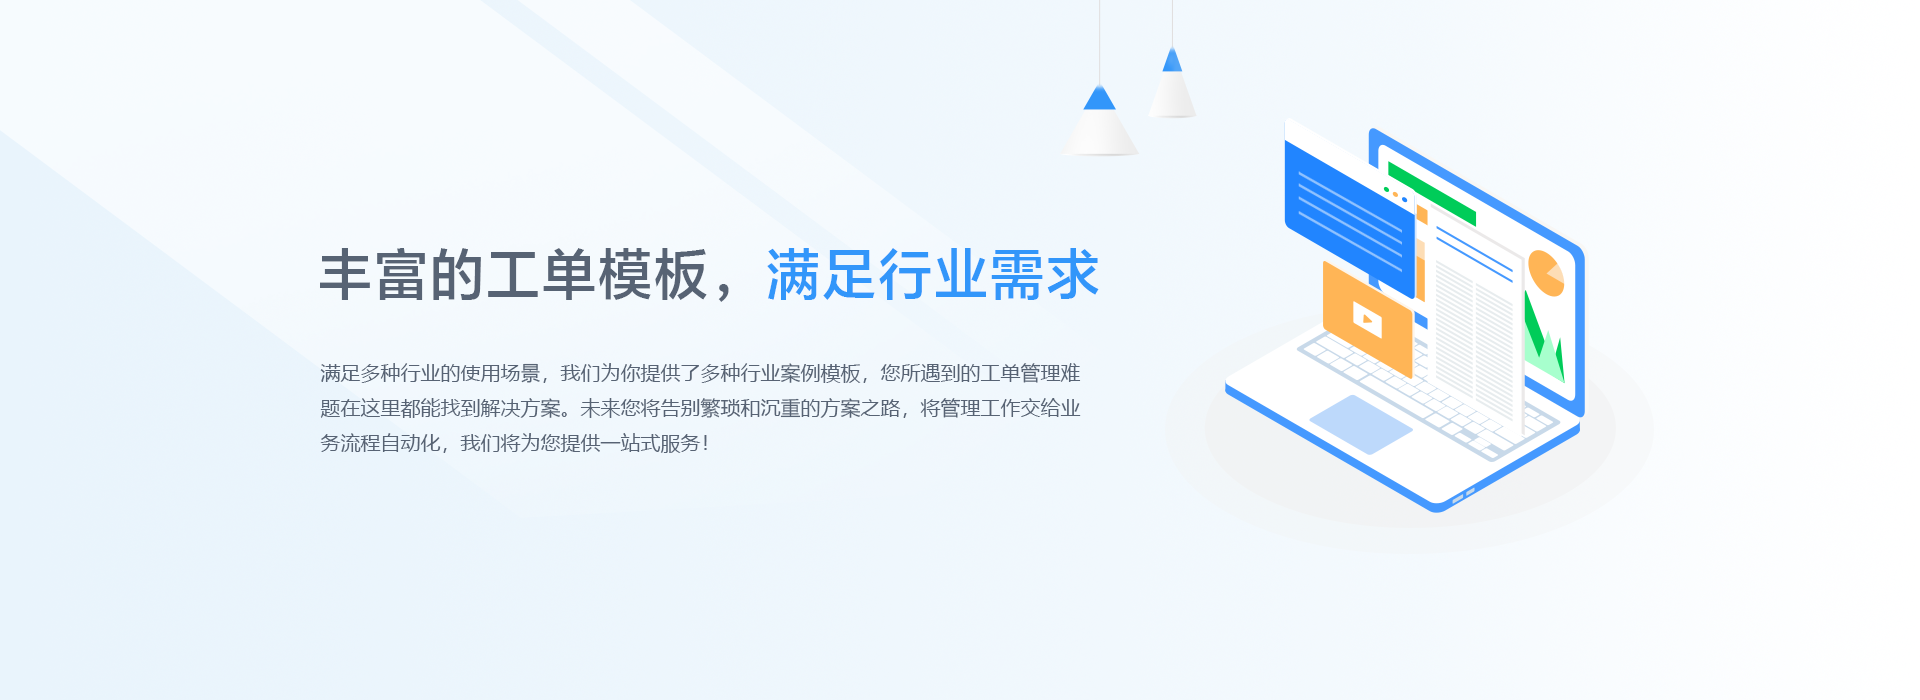 丰富的工单模板，满足行业需求
满足多种行业的使用场景，我们为你提供了多种行业案例模板，您所遇到的工单管理难
题在这里都能找到解决方案。未来您将告别繁琐和沉重的方案之路，将管理工作交给业
务流程自动化，我们将为您提供一站式服务！